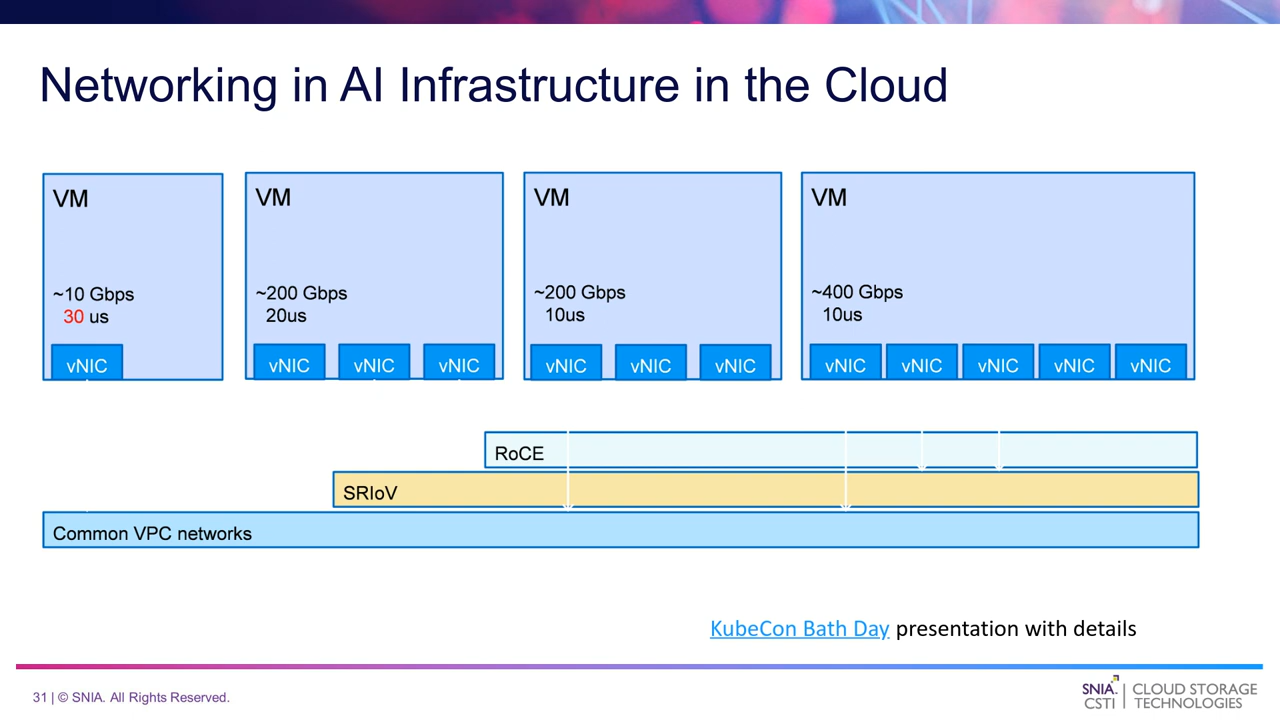 Networking in AI Infrastructure in the Cloud
VM
~10 Gbps
30 us
vNIC
VM
~200 Gbps
20us
vNIC vNIC vNIC
VM
~200 Gbps
10us
vNIC vNIC vNIC
VM
~400 Gbps
10us
vNIC vNIC vNIC vNIC vNIC
RoCE
SRIoV
Common VPC networks
KubeCon Bath Day presentation with details
31 | © SNIA. All Rights Reserved.
SNIA. CSTI | CLOUD STORAGE TECHNOLOGIES